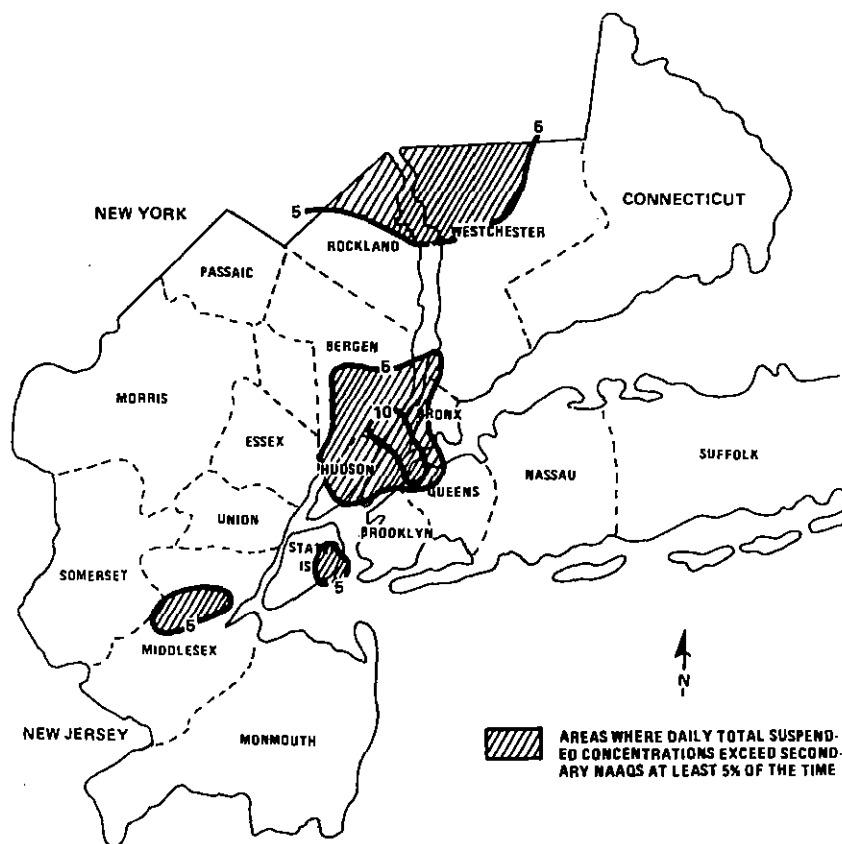 5
CONNECTICUT
NEW YORK
5
WESTCHESTER
ROCKLAND
PASSAIC
BERGEN
5
MORRIS
10
BRONX
ESSEX
SUFFOLK
HUDSON
NASSAU
QUEENS
UNION
BROOKLYN
STAT
IS
SOMERSET
5
5
MIDDLESEX
N
NEW JERSEY
MONMOUTH
AREAS WHERE DAILY TOTAL SUSPEND-
ED CONCENTRATIONS EXCEED SECOND-
ARY NAAQS AT LEAST 5% OF THE TIME